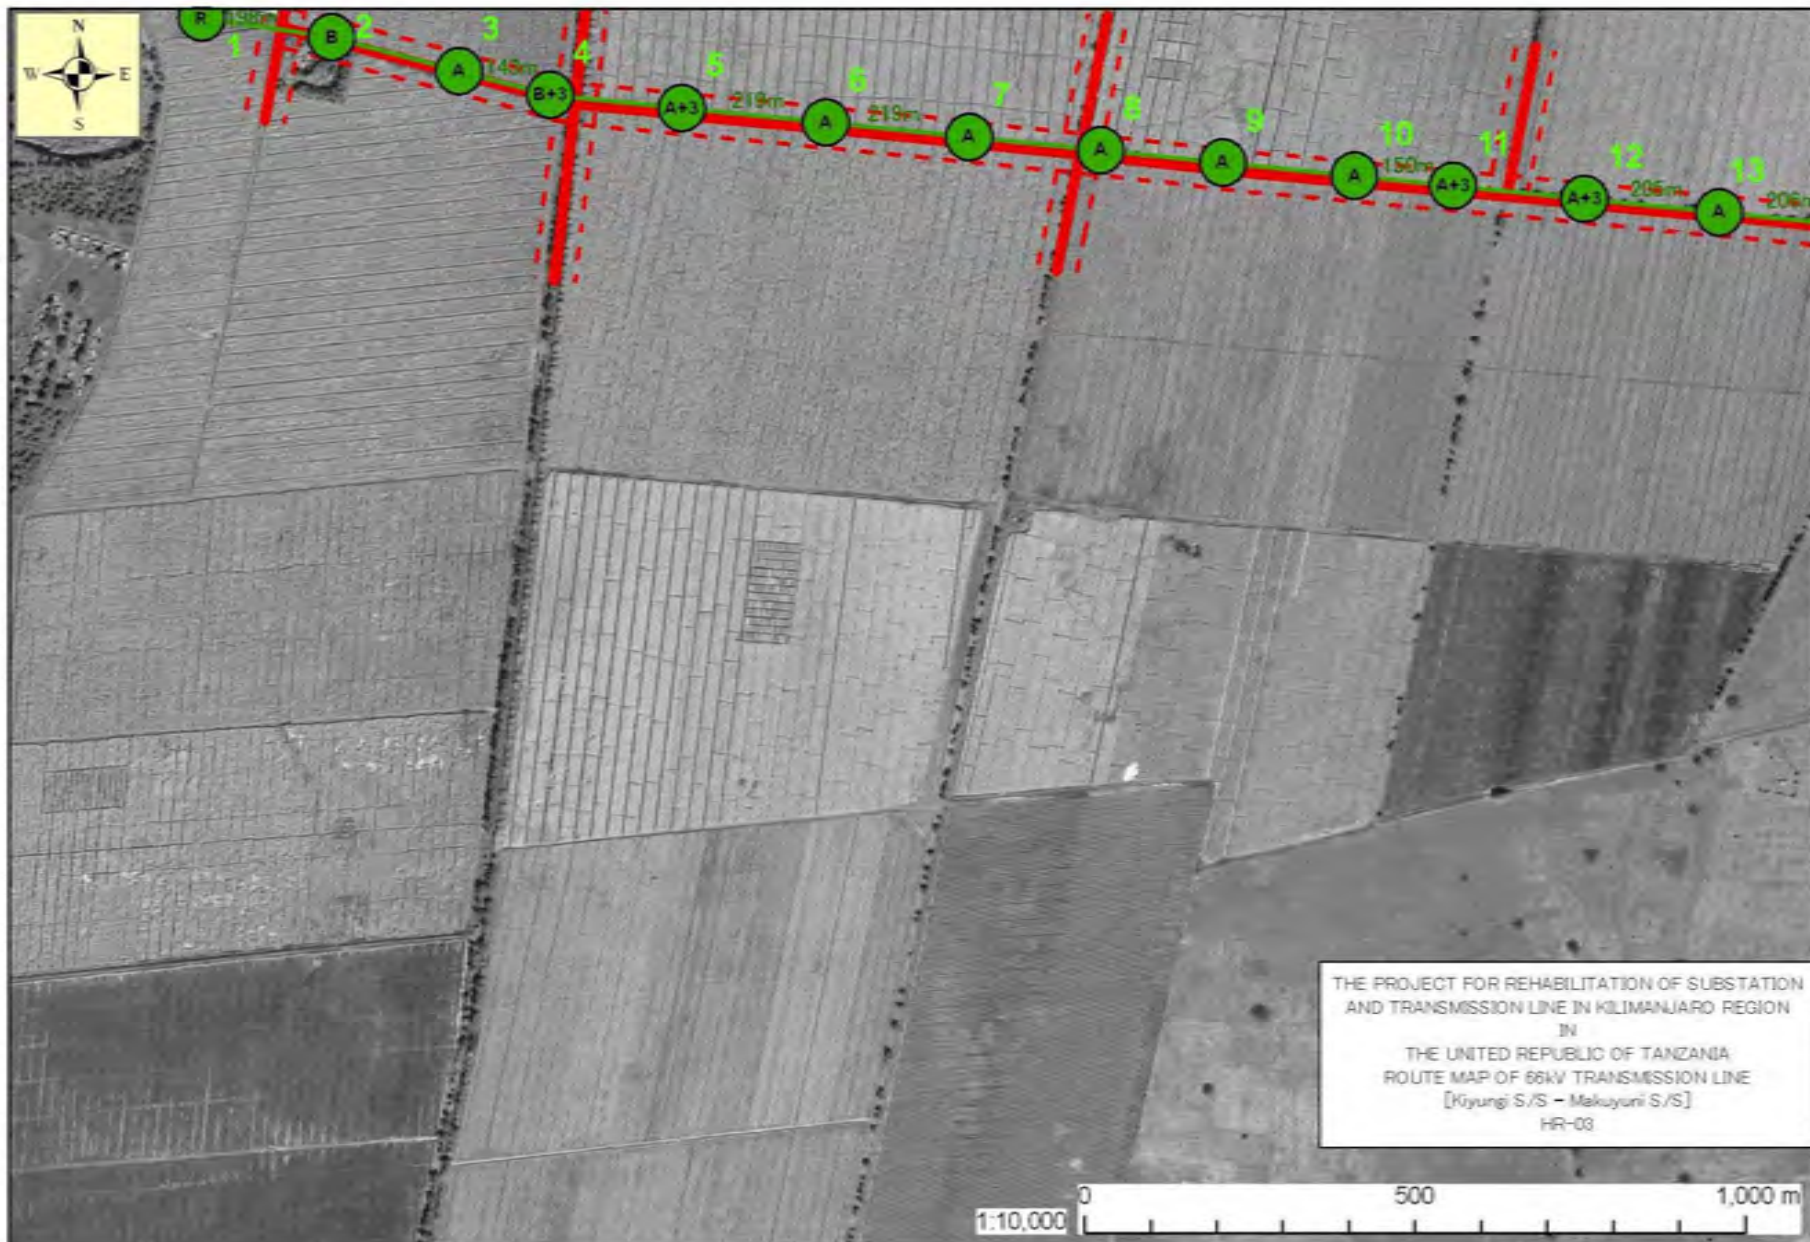 N
W E
S
R 498m 1
B 2
A 3
145m
B+3 4
A+3 5
219m
A 6
219m
A 7
A 8
A 9
A 10
150m
A+3 11
A+3 12
205m
A 13
THE PROJECT FOR REHABILITATION OF SUBSTATION
AND TRANSMISSION LINE IN KILIMANJARO REGION
IN
THE UNITED REPUBLIC OF TANZANIA
ROUTE MAP OF 66kV TRANSMISSION LINE
[Kiyungi S/S - Makuyuni S/S]
HR-03
0 500 1,000 m
1:10,000